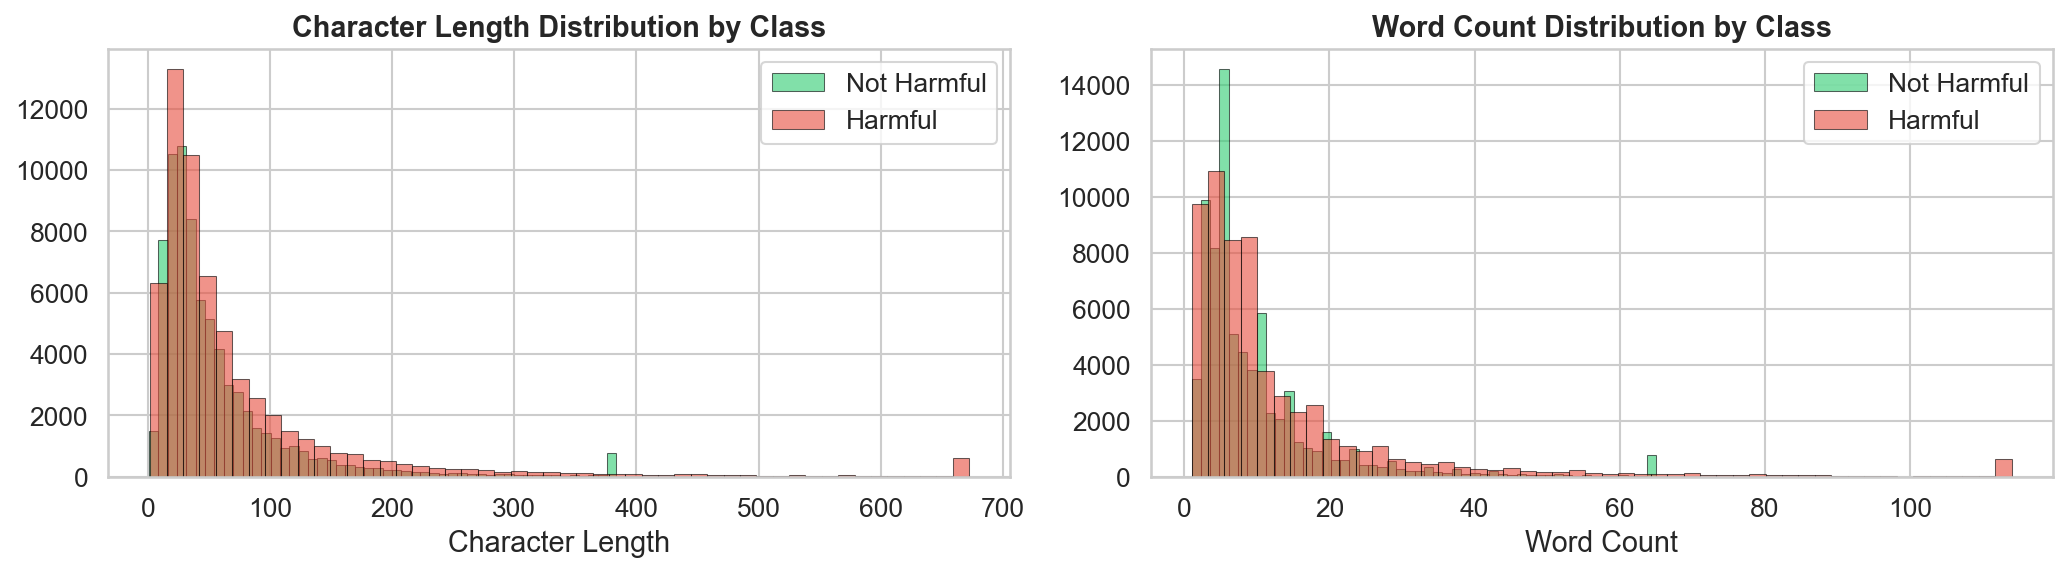 Character Length Distribution by Class
Not Harmful
Harmful
12000
10000
8000
6000
4000
2000
0
0 100 200 300 400 500 600 700
Character Length
Word Count Distribution by Class
Not Harmful
Harmful
14000
12000
10000
8000
6000
4000
2000
0
0 20 40 60 80 100
Word Count